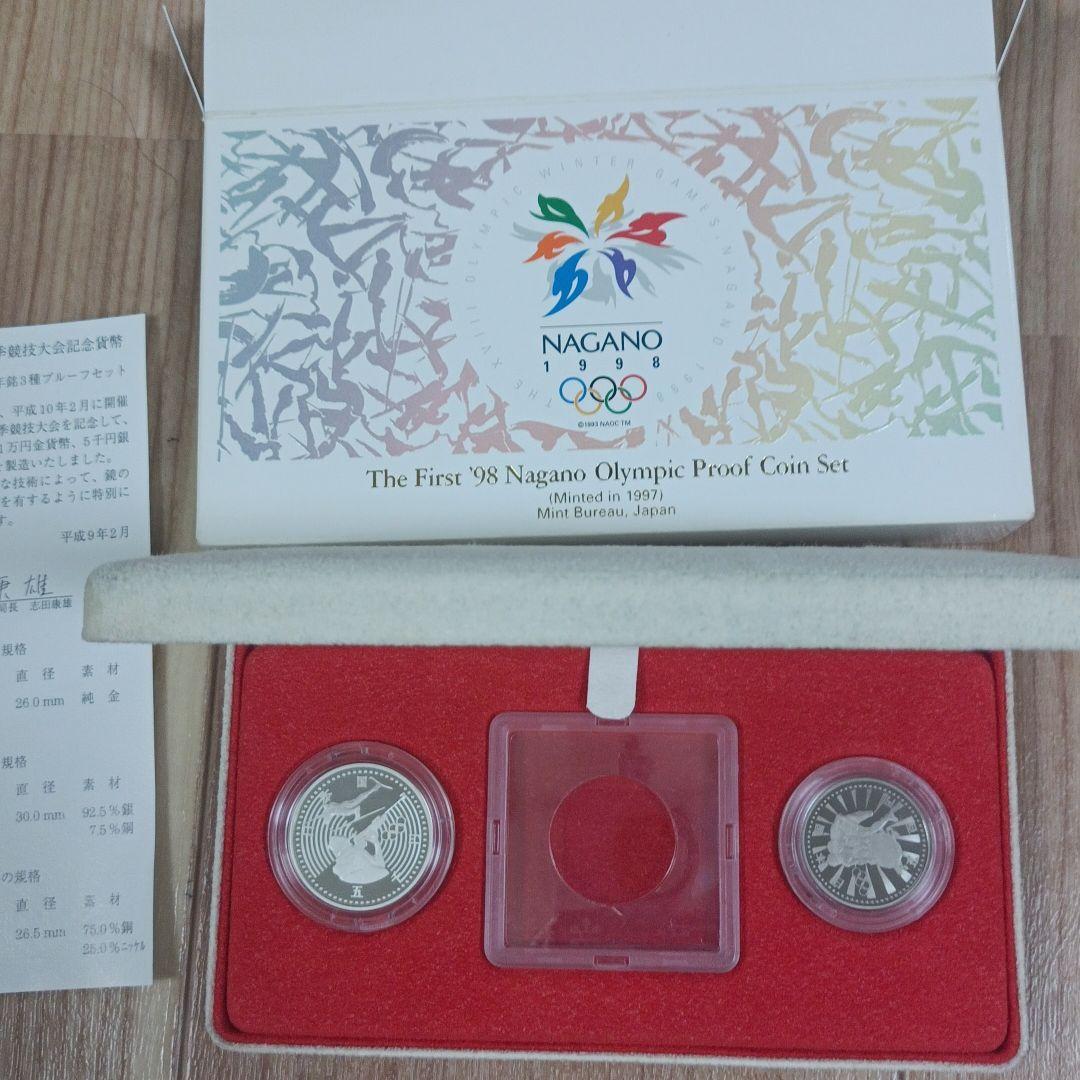 THE XVIII OLYMPIC WINTER GAMES, NAGANO 1998
NAGANO
1998
©1993 NAOC TM
The First '98 Nagano Olympic Proof Coin Set
(Minted in 1997)
Mint Bureau, Japan
季競技大会記念貨幣
年銘3種プルーフセット
、平成10年2月に開催
季競技大会を記念して、
1万円金貨幣、5千円銀
を製造いたしました。
な技術によって、鏡の
を有するように特別に
す。
平成9年2月
康雄
局長 志田康雄
規格
直径 素材
26.0mm 純金
規格
直径 素材
30.0mm 92.5%銀
7.5%銅
の規格
直径 素材
26.5mm 75.0%銅
25.0%ニッケル
国
五